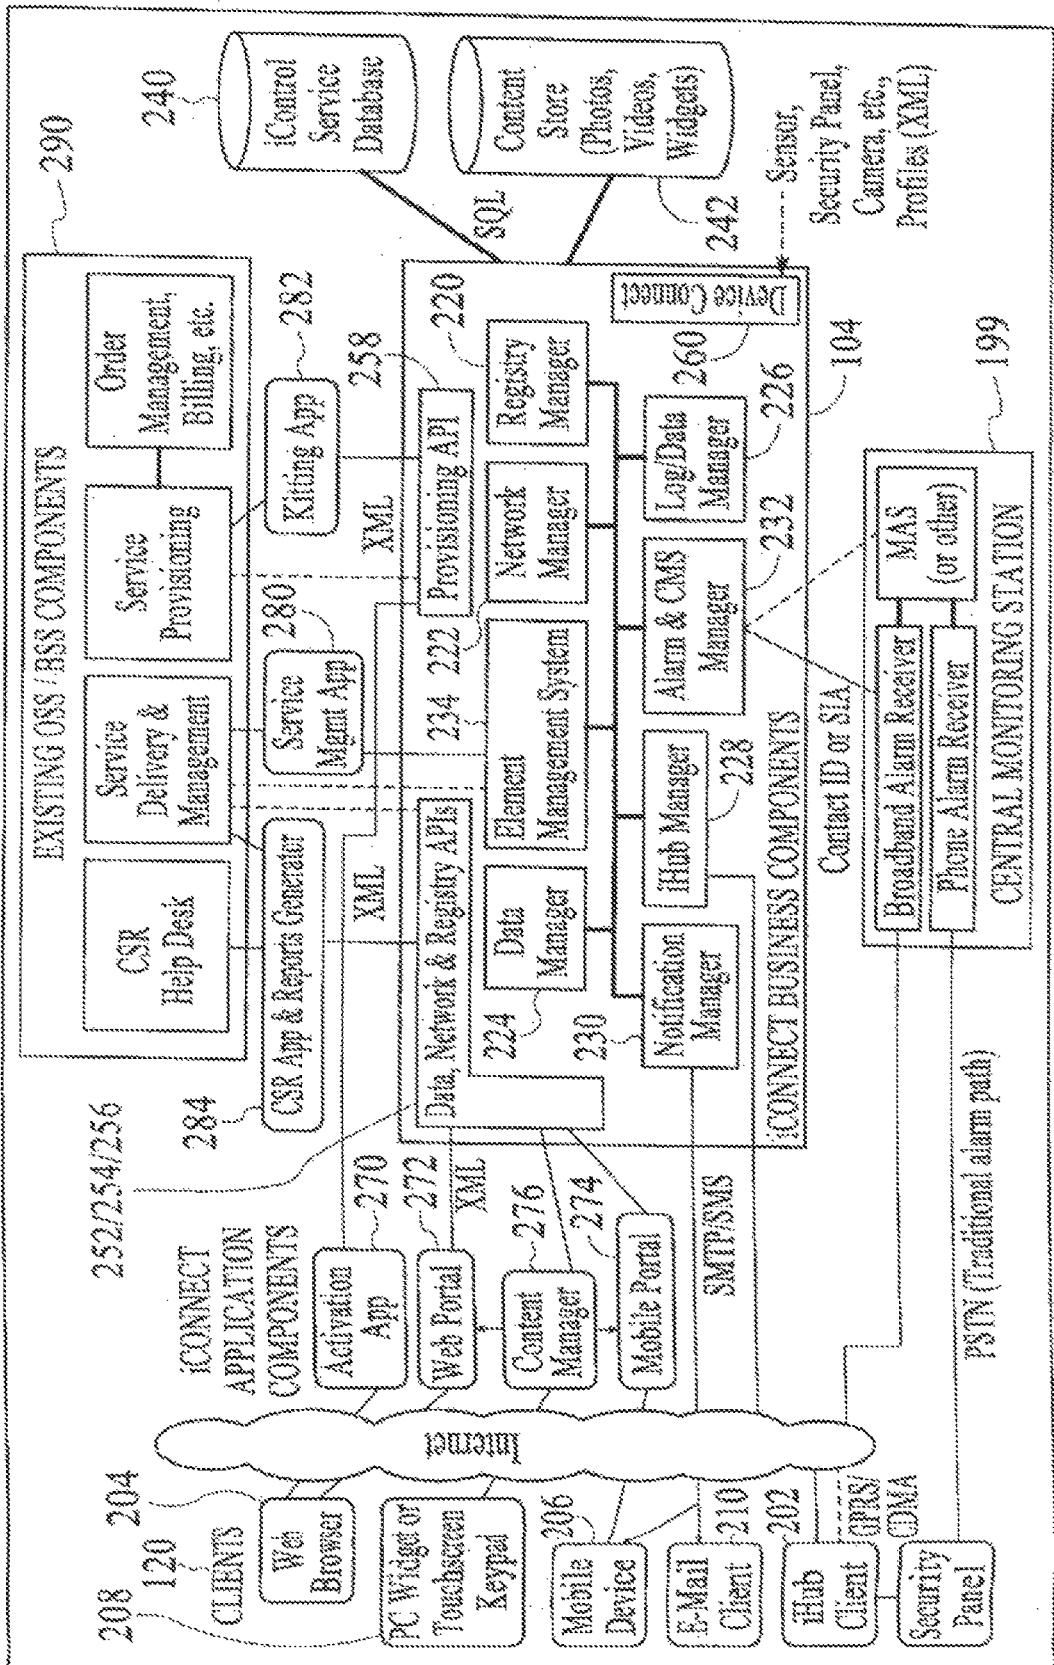 208
120
CLIENTS
204
Web
Browser
PC Widget or
Touchscreen
Keypad
206
Mobile
Device
E-Mail
Client
210
iHub
Client
202
GPRS/
CDMA
Security
Panel
Internet
252/254/256
iCONNECT
APPLICATION
COMPONENTS
Activation
App
270
Web Portal
272
XML
Content
Manager
276
274
Mobile Portal
SMTP/SMS
PSTN (Traditional alarm path)
EXISTING OSS / BSS COMPONENTS
290
CSR
Help Desk
Service
Delivery &
Management
Service
Provisioning
Order
Management,
Billing, etc.
284
CSR App & Reports Generater
Service
Mgmt App
280
Kitting App
282
XML
XML
258
Data, Network & Registry APIs
Provisioning API
234
222
220
Data
Manager
224
Element
Management System
Network
Manager
Registry
Manager
230
Notification
Manager
iHub Manager
228
Alarm & CMS
Manager
232
Log/Data
Manager
226
Device Connect
260
104
iCONNECT BUSINESS COMPONENTS
240
iControl
Service
Database
SQL
Content
Store
(Photos,
Videos,
Widgets)
242
Sensor,
Security Panel,
Camera, etc,
Profiles (XML)
Contact ID or SIA
199
Broadband Alarm Receiver
Phone Alarm Receiver
MAS
(or other)
CENTRAL MONITORING STATION